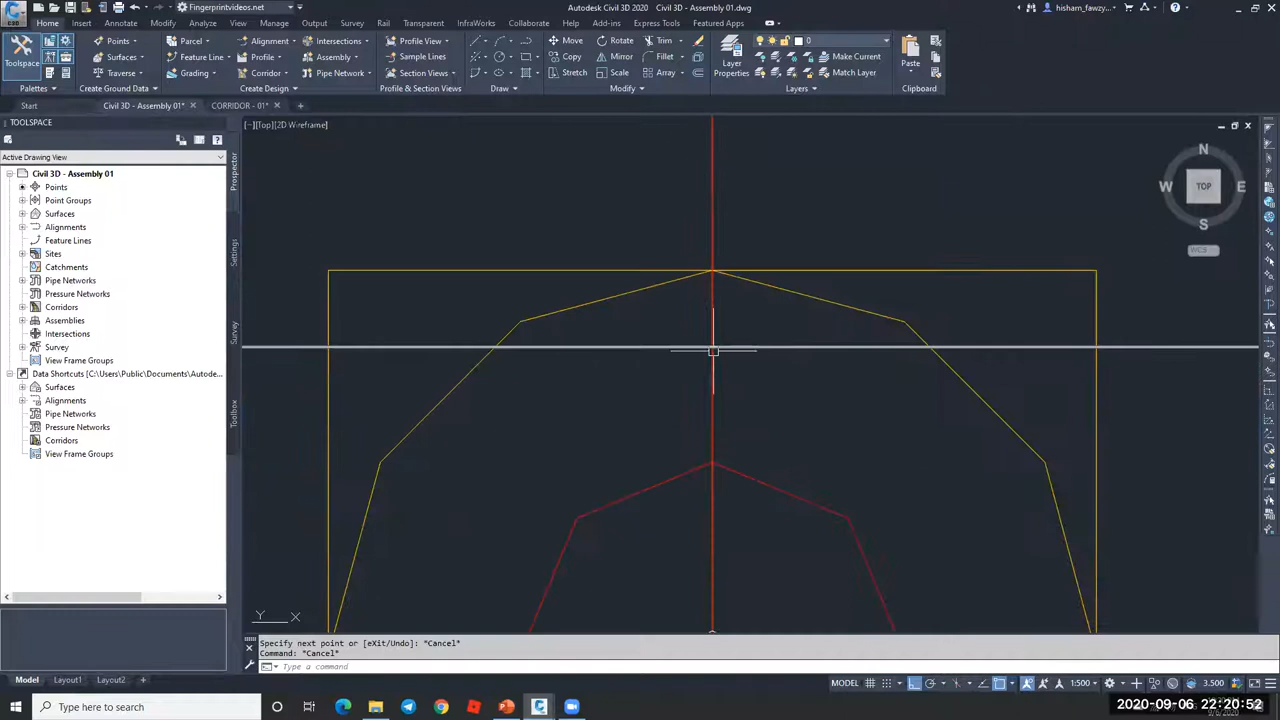 Fingerprintvideos.net
Autodesk Civil 3D 2020 Civil 3D - Assembly 01.dwg
hisham_fawzy...
Home Insert Annotate Modify Analyze View Manage Output Survey Rail Transparent InfraWorks Collaborate Help Add-ins Express Tools Featured Apps
Toolspace
Points
Surfaces
Traverse
Parcel
Feature Line
Grading
Alignment
Profile
Corridor
Intersections
Assembly
Pipe Network
Profile View
Sample Lines
Section Views
Move
Copy
Stretch
Rotate
Mirror
Scale
Trim
Fillet
Array
Layer
Properties
0
Make Current
Match Layer
Paste
Palettes
Create Ground Data
Create Design
Profile & Section Views
Draw
Modify
Layers
Clipboard
Start
Civil 3D - Assembly 01*
CORRIDOR - 01*
TOOLSPACE
Active Drawing View
Civil 3D - Assembly 01
Points
Point Groups
Surfaces
Alignments
Feature Lines
Sites
Catchments
Pipe Networks
Pressure Networks
Corridors
Assemblies
Intersections
Survey
View Frame Groups
Data Shortcuts [C:\Users\Public\Documents\Autode...
Surfaces
Alignments
Pipe Networks
Pressure Networks
Corridors
View Frame Groups
Prospector
Settings
Survey
Toolbox
[−][Top][2D Wireframe]
N
W
TOP
E
S
WCS
Y
X
Specify next point or [eXit/Undo]: *Cancel*
Command: *Cancel*
Type a command
Model Layout1 Layout2
MODEL
1:500
3.500
Type here to search
2020-09-06 22:20:52